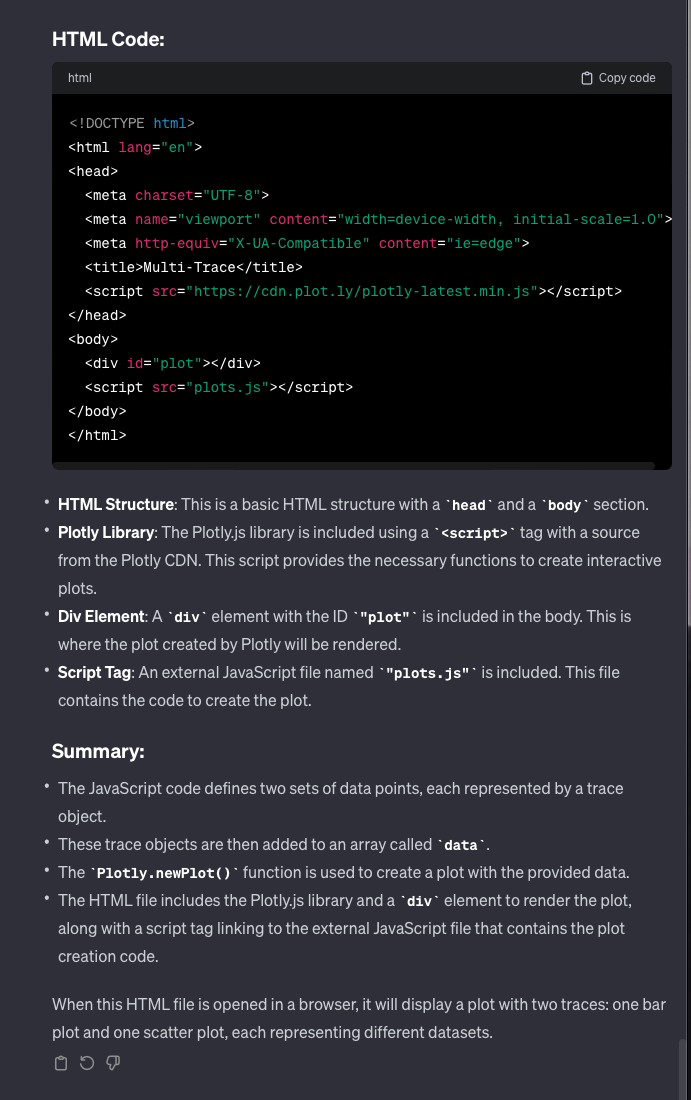 HTML Code:
html
Copy code
<!DOCTYPE html>
<html lang="en">
<head>
<meta charset="UTF-8">
<meta name="viewport" content="width=device-width, initial-scale=1.0">
<meta http-equiv="X-UA-Compatible" content="ie=edge">
<title>Multi-Trace</title>
<script src="https://cdn.plot.ly/plotly-latest.min.js"></script>
</head>
<body>
<div id="plot"></div>
<script src="plots.js"></script>
</body>
</html>
• HTML Structure: This is a basic HTML structure with a `head` and a `body` section.
• Plotly Library: The Plotly.js library is included using a `<script>` tag with a source
from the Plotly CDN. This script provides the necessary functions to create interactive
plots.
• Div Element: A `div` element with the ID `"plot"` is included in the body. This is
where the plot created by Plotly will be rendered.
• Script Tag: An external JavaScript file named `"plots.js"` is included. This file
contains the code to create the plot.
Summary:
• The JavaScript code defines two sets of data points, each represented by a trace
object.
• These trace objects are then added to an array called `data`.
• The `Plotly.newPlot()` function is used to create a plot with the provided data.
• The HTML file includes the Plotly.js library and a `div` element to render the plot,
along with a script tag linking to the external JavaScript file that contains the plot
creation code.
When this HTML file is opened in a browser, it will display a plot with two traces: one bar
plot and one scatter plot, each representing different datasets.